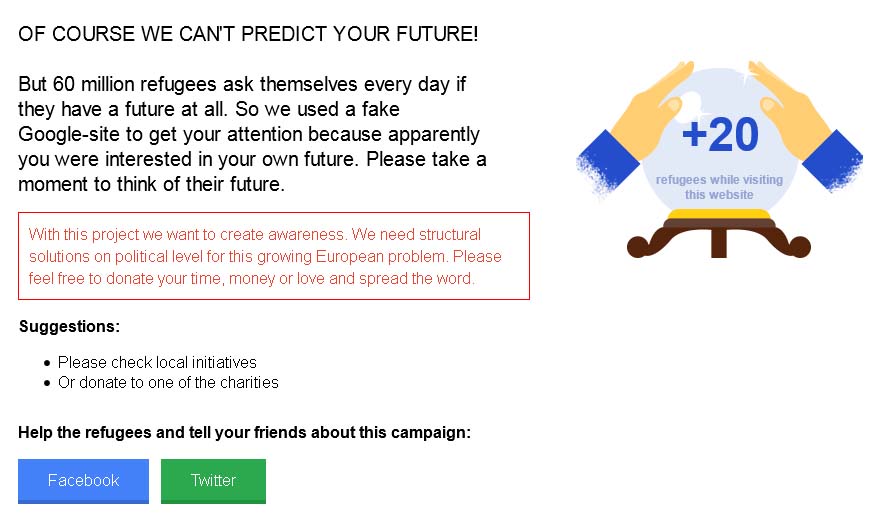 OF COURSE WE CAN'T PREDICT YOUR FUTURE!
But 60 million refugees ask themselves every day if
they have a future at all. So we used a fake
Google-site to get your attention because apparently
you were interested in your own future. Please take a
moment to think of their future.
With this project we want to create awareness. We need structural
solutions on political level for this growing European problem. Please
feel free to donate your time, money or love and spread the word.
Suggestions:
Please check local initiatives
Or donate to one of the charities
Help the refugees and tell your friends about this campaign:
Facebook
Twitter
+20
refugees while visiting
this website